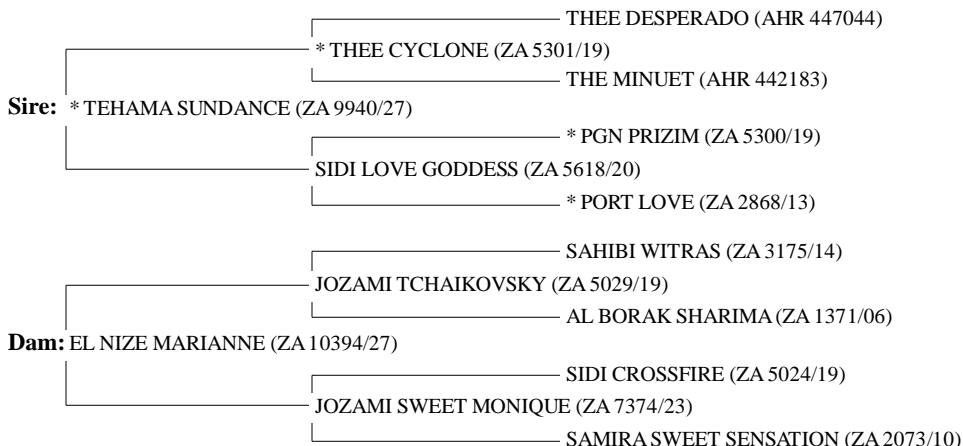 THEE DESPERADO (AHR 447044)
* THEE CYCLONE (ZA 5301/19)
THE MINUET (AHR 442183)
Sire: * TEHAMA SUNDANCE (ZA 9940/27)
* PGN PRIZIM (ZA 5300/19)
SIDI LOVE GODDESS (ZA 5618/20)
* PORT LOVE (ZA 2868/13)
SAHIBI WITRAS (ZA 3175/14)
JOZAMI TCHAIKOVSKY (ZA 5029/19)
AL BORAK SHARIMA (ZA 1371/06)
Dam: EL NIZE MARIANNE (ZA 10394/27)
SIDI CROSSFIRE (ZA 5024/19)
JOZAMI SWEET MONIQUE (ZA 7374/23)
SAMIRA SWEET SENSATION (ZA 2073/10)